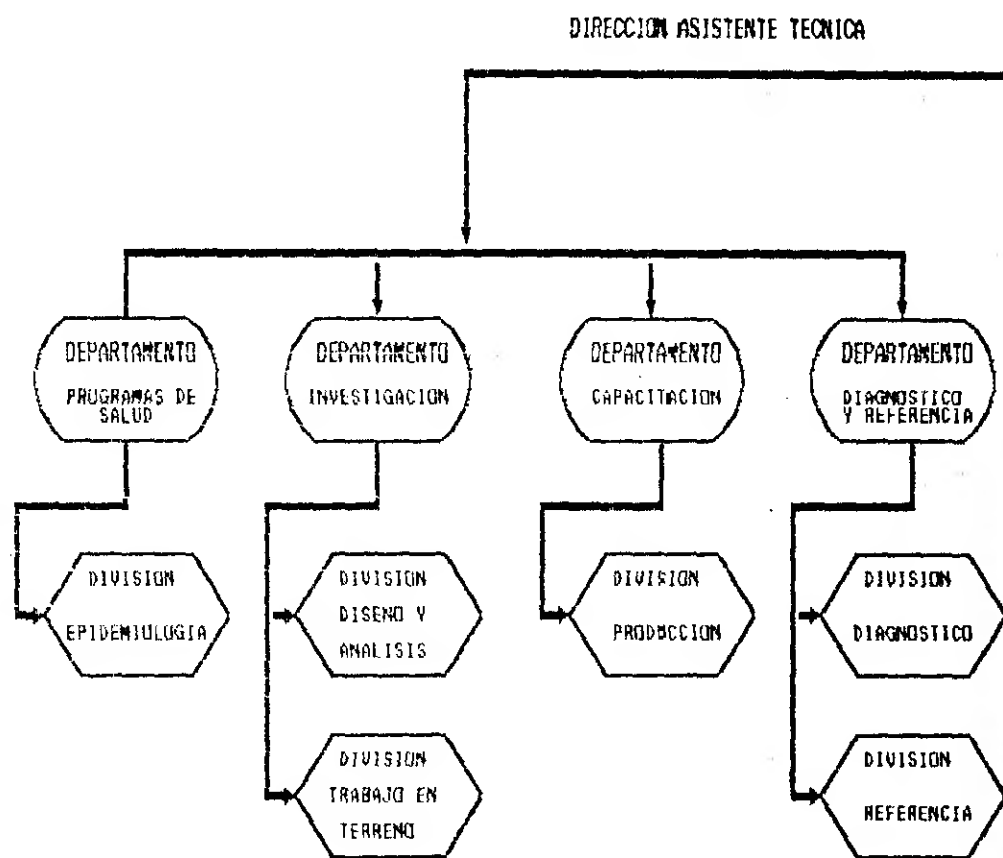 DIRECCION ASISTENTE TECNICA
DEPARTAMENTO
PROGRAMAS DE
SALUD
DEPARTAMENTO
INVESTIGACION
DEPARTAMENTO
CAPACITACION
DEPARTAMENTO
DIAGNOSTICO
Y REFERENCIA
DIVISION
EPIDEMIOLOGIA
DIVISION
DISENO Y
ANALISIS
DIVISION
PRODUCCION
DIVISION
DIAGNOSTICO
DIVISION
TRABAJO EN
TERRENO
DIVISION
REFERENCIA